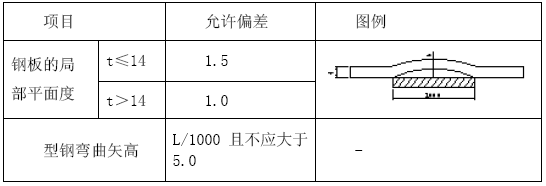 项目 允许偏差 图例
钢板的局
部平面度
t≤14 1.5
t>14 1.0
1000
型钢弯曲矢高 L/1000 且不应大于
5.0 -